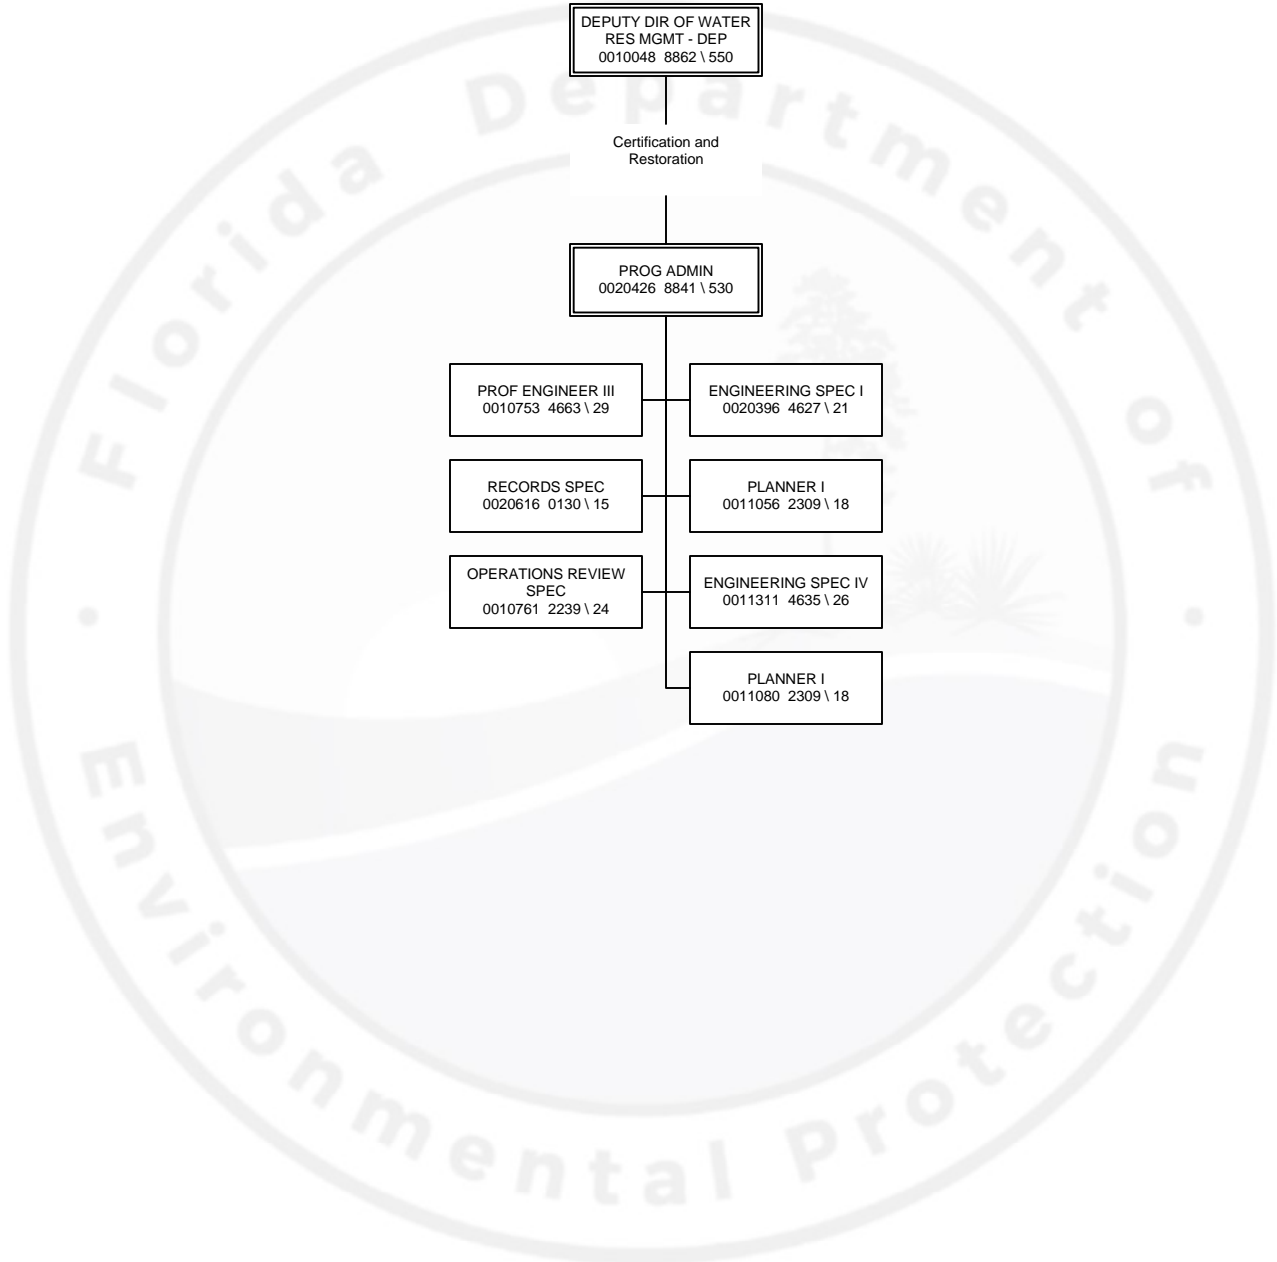 DEPUTY DIR OF WATER
RES MGMT - DEP
0010048 8862 \ 550
Certification and
Restoration
PROG ADMIN
0020426 8841 \ 530
PROF ENGINEER III
0010753 4663 \ 29
ENGINEERING SPEC I
0020396 4627 \ 21
RECORDS SPEC
0020616 0130 \ 15
PLANNER I
0011056 2309 \ 18
OPERATIONS REVIEW
SPEC
0010761 2239 \ 24
ENGINEERING SPEC IV
0011311 4635 \ 26
PLANNER I
0011080 2309 \ 18
Florida Department of
Environmental Protection